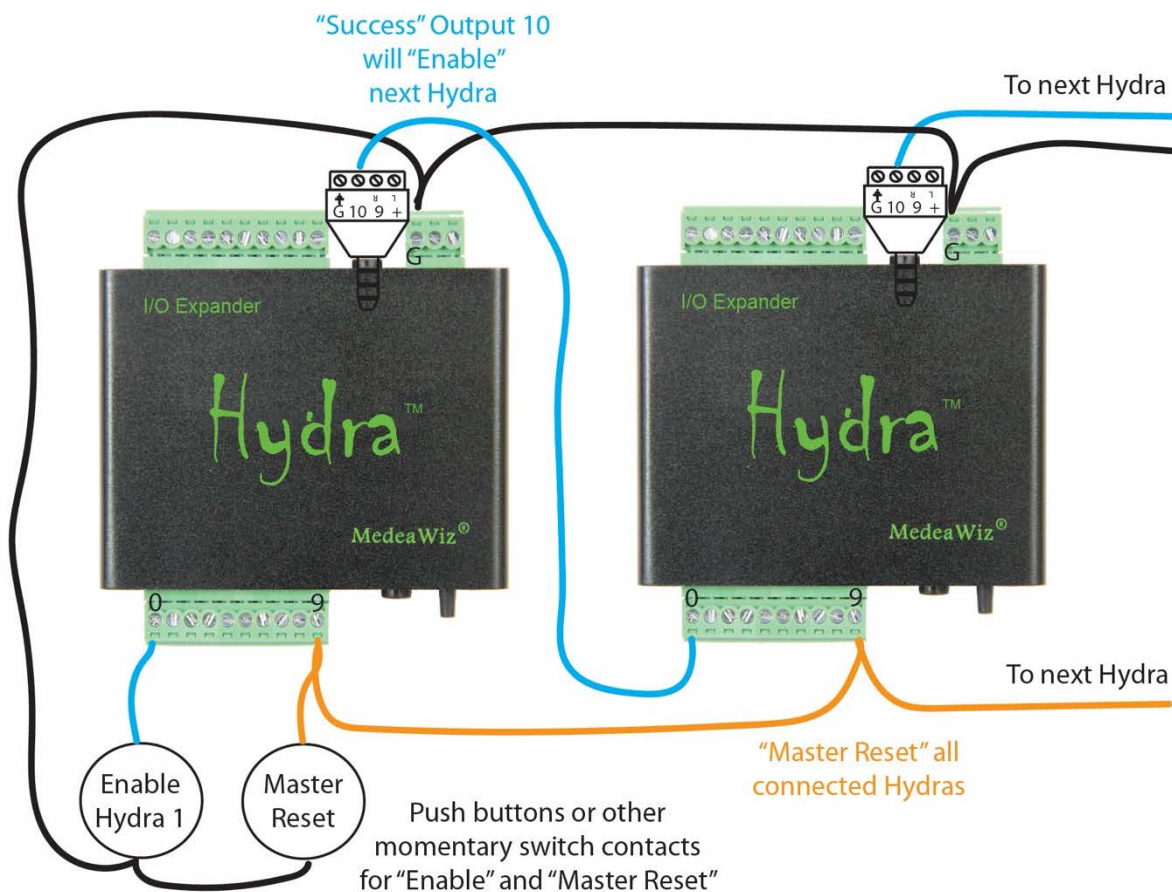 “Success” Output 10
will “Enable”
next Hydra
To next Hydra
G 10 9 +
R L
G
I/O Expander
Hydra™
MedeaWiz®
0 9
G 10 9 +
R L
G
I/O Expander
Hydra™
MedeaWiz®
0 9
Enable
Hydra 1
Master
Reset
Push buttons or other
momentary switch contacts
for “Enable” and “Master Reset”
“Master Reset” all
connected Hydras
To next Hydra